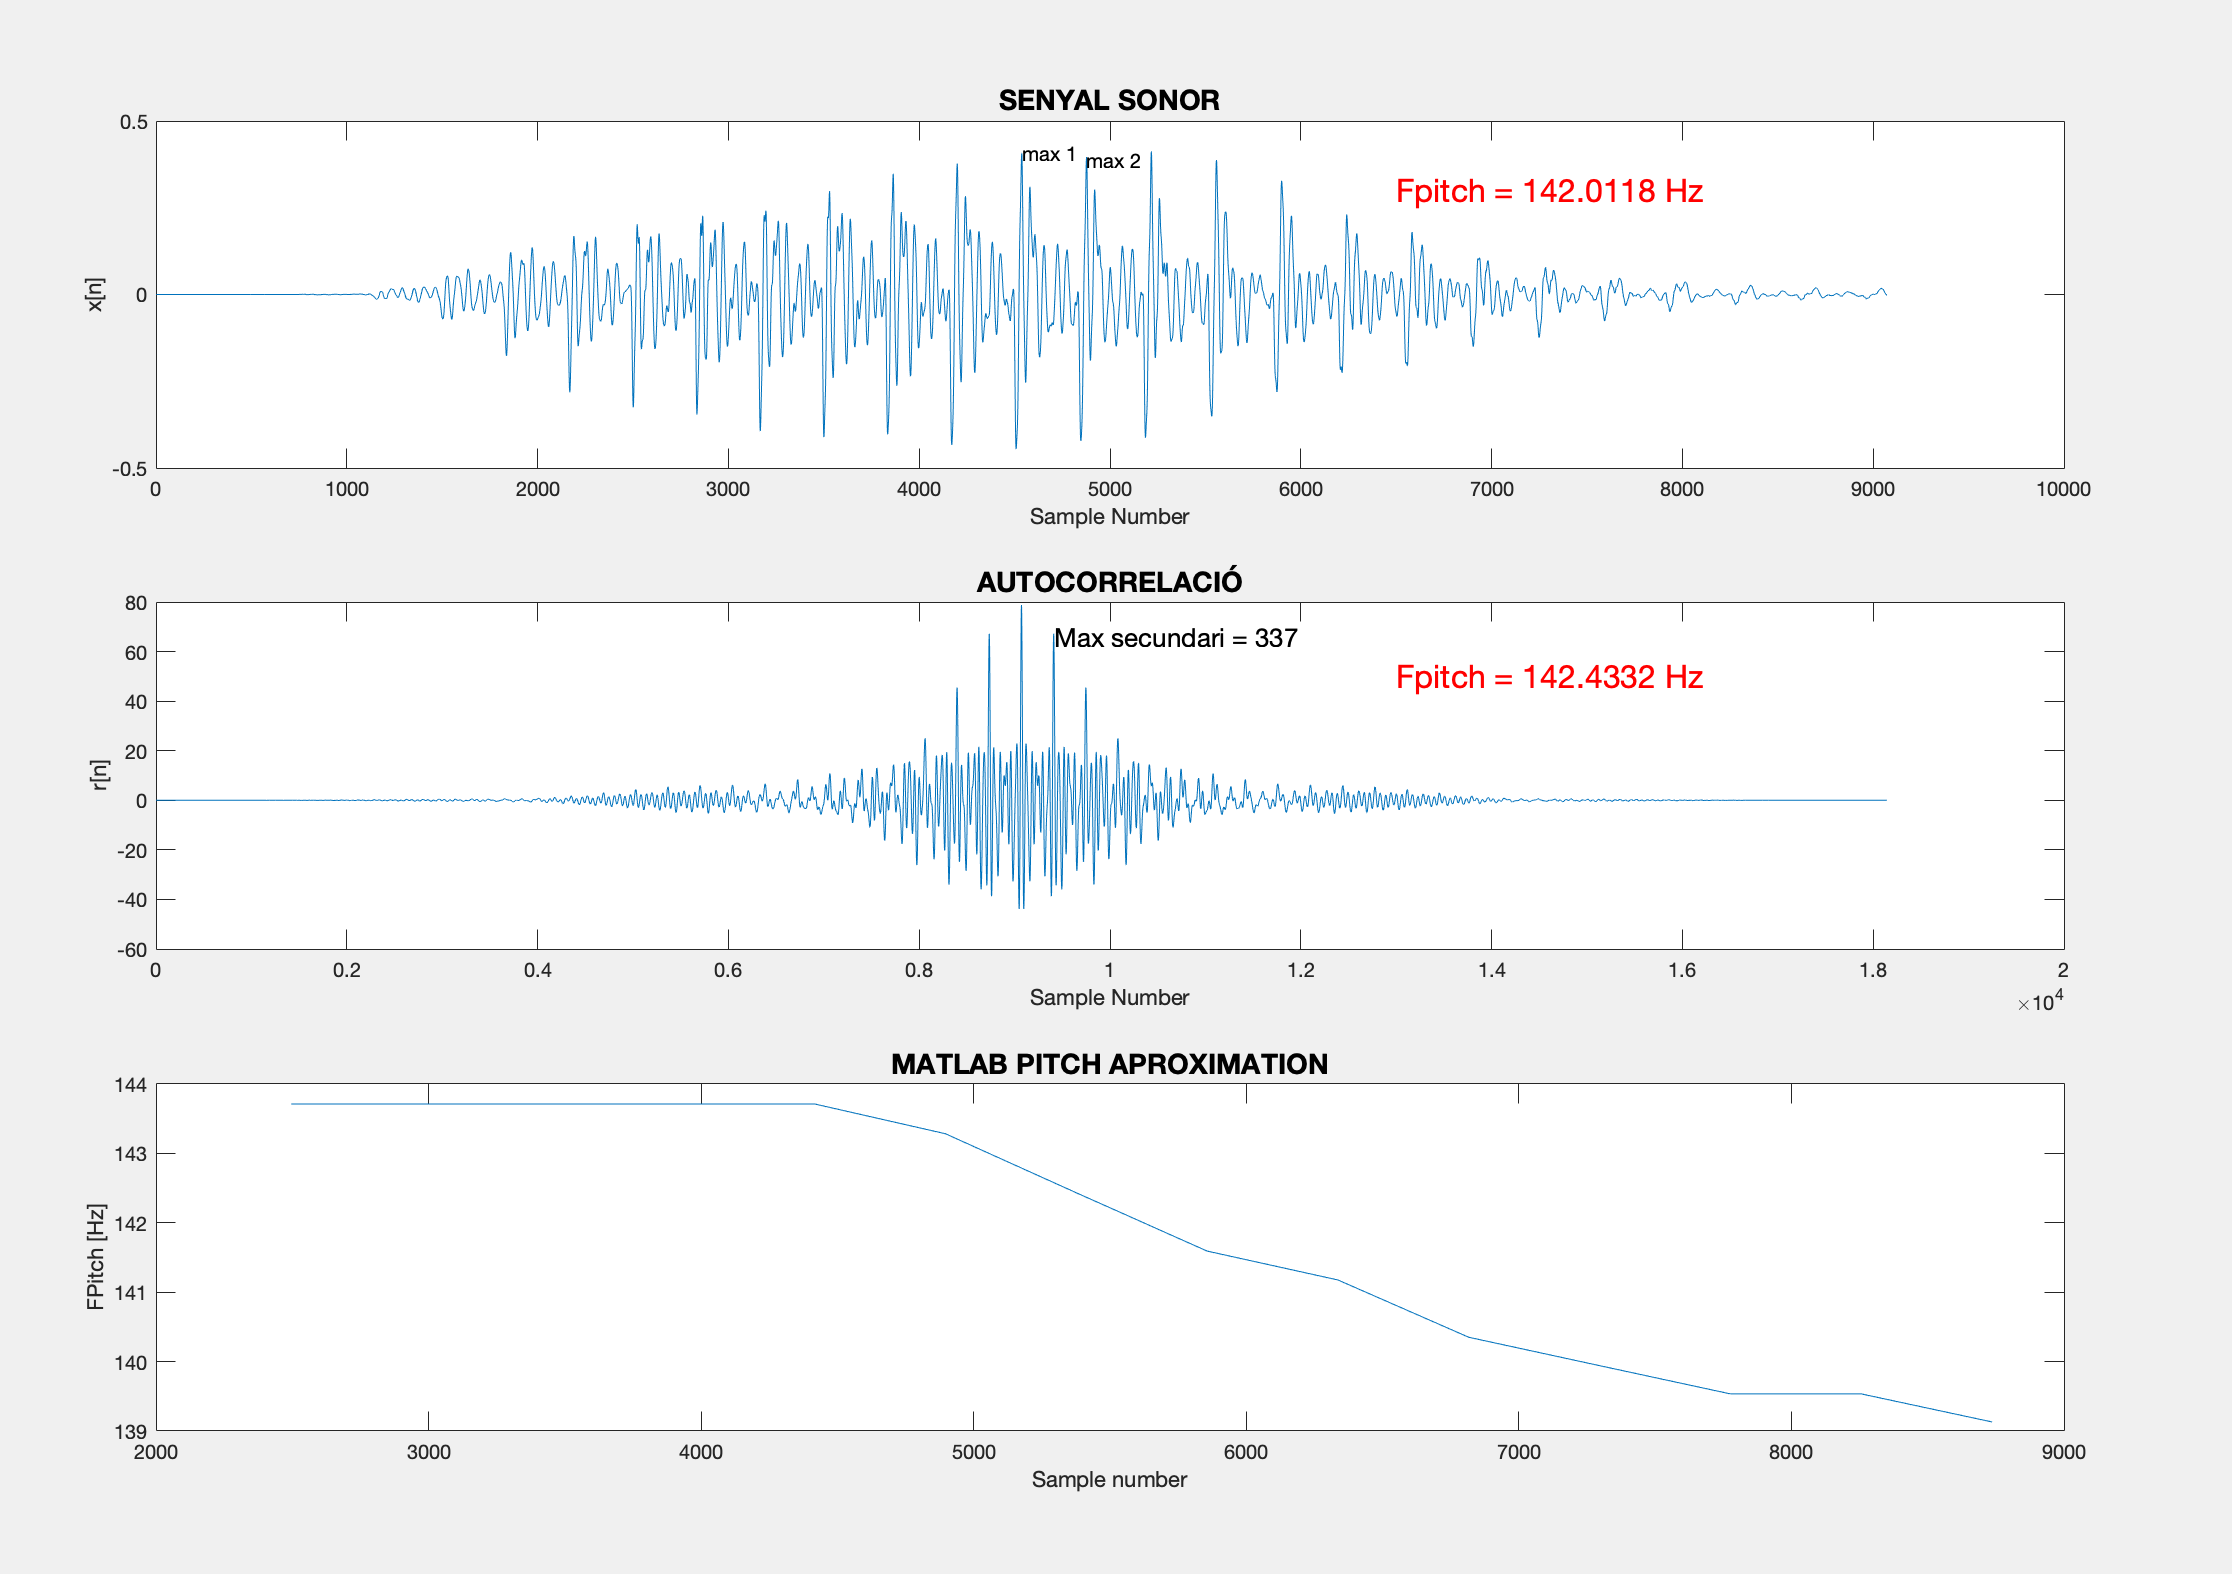 SENYAL SONOR
0.5
0
-0.5
x[n]
max 1
max 2
Fpitch = 142.0118 Hz
0 1000 2000 3000 4000 5000 6000 7000 8000 9000 10000
Sample Number
AUTOCORRELACIÓ
80
60
40
20
0
-20
-40
-60
r[n]
Max secundari = 337
Fpitch = 142.4332 Hz
0 0.2 0.4 0.6 0.8 1 1.2 1.4 1.6 1.8 2
×10^4
Sample Number
MATLAB PITCH APROXIMATION
144
143
142
141
140
139
FPitch [Hz]
2000 3000 4000 5000 6000 7000 8000 9000
Sample number